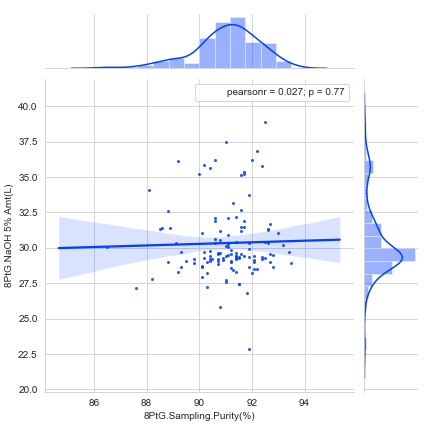 pearsonr = 0.027; p = 0.77
40.0
37.5
35.0
32.5
30.0
27.5
25.0
22.5
20.0
8PtG.NaOH 5% Amt(L)
86 88 90 92 94
8PtG.Sampling.Purity(%)